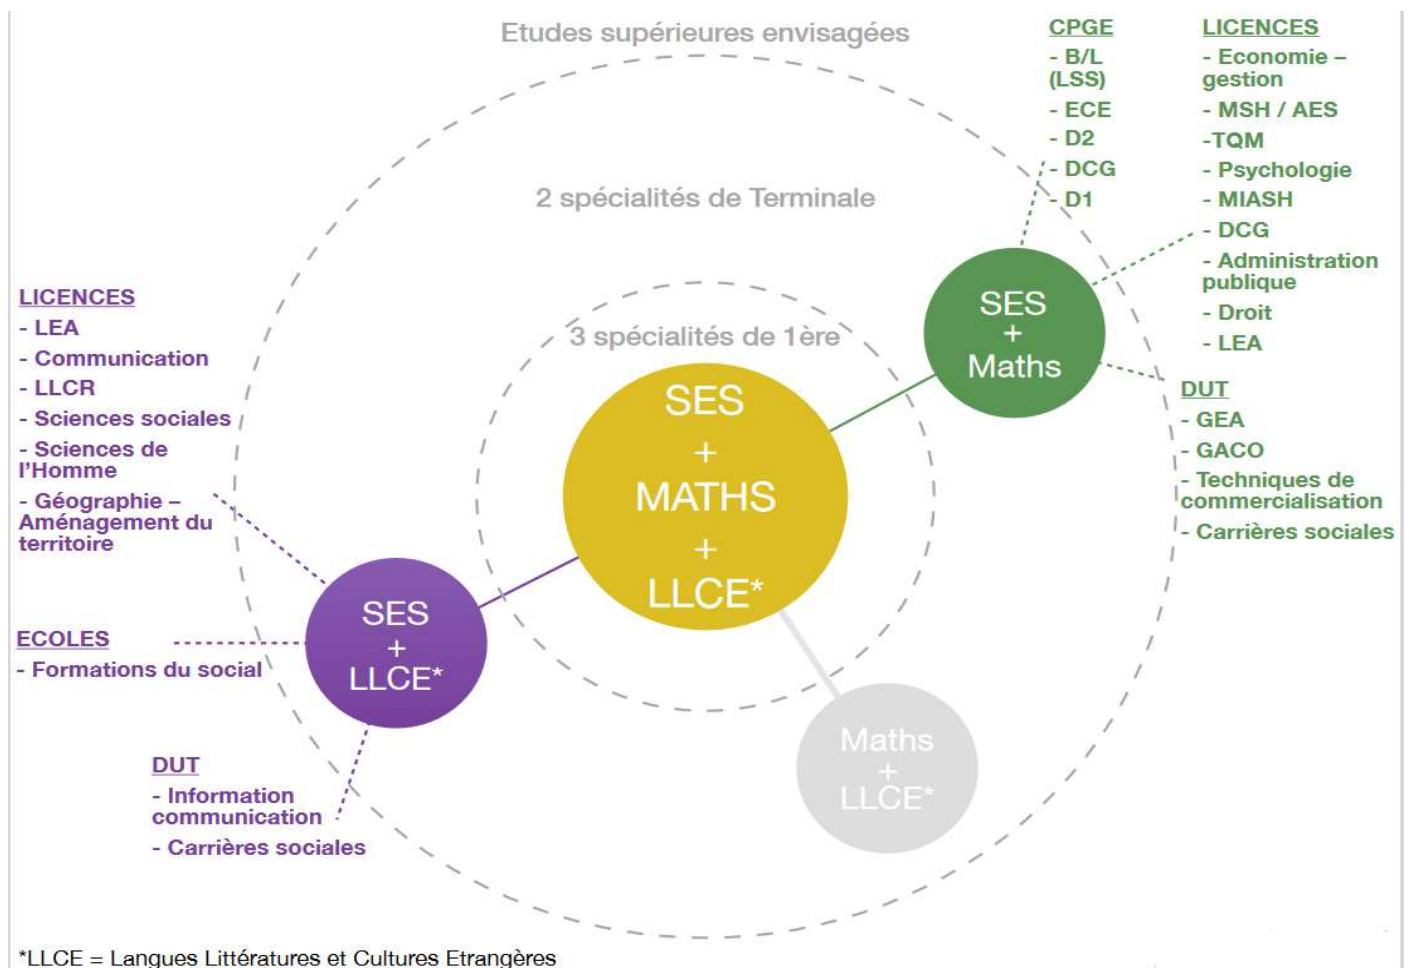 Etudes supérieures envisagées
2 spécialités de Terminale
3 spécialités de 1ère
SES
+
MATHS
+
LLCE*
CPGE
- B/L
(LSS)
- ECE
- D2
- DCG
- D1
LICENCES
- Economie –
gestion
- MSH / AES
-TQM
- Psychologie
- MIASH
- DCG
- Administration
publique
- Droit
- LEA
SES
+
Maths
DUT
- GEA
- GACO
- Techniques de
commercialisation
- Carrières sociales
LICENCES
- LEA
- Communication
- LLCR
- Sciences sociales
- Sciences de
l'Homme
- Géographie –
Aménagement du
territoire
SES
+
LLCE*
ECOLES
- Formations du social
DUT
- Information
communication
- Carrières sociales
Maths
+
LLCE*
*LLCE = Langues Littératures et Cultures Etrangères